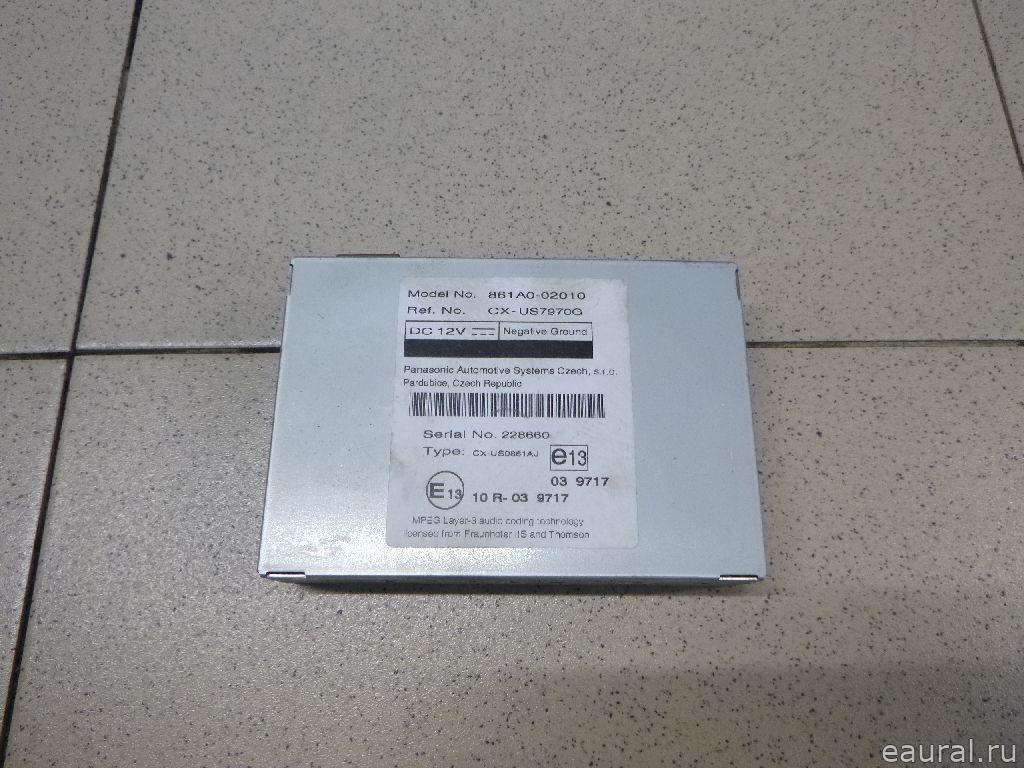 Model No. 861A0-02010
Ref. No. CX-US7970G
DC 12V Negative Ground
Panasonic Automotive Systems Czech, s.r.o.
Pardubice, Czech Republic
Serial No. 228660
Type: CX-US0861AJ e13
03 9717
E13 10 R- 03 9717
MPEG Layer-3 audio coding technology
licensed from Fraunhofer IIS and Thomson
eaural.ru